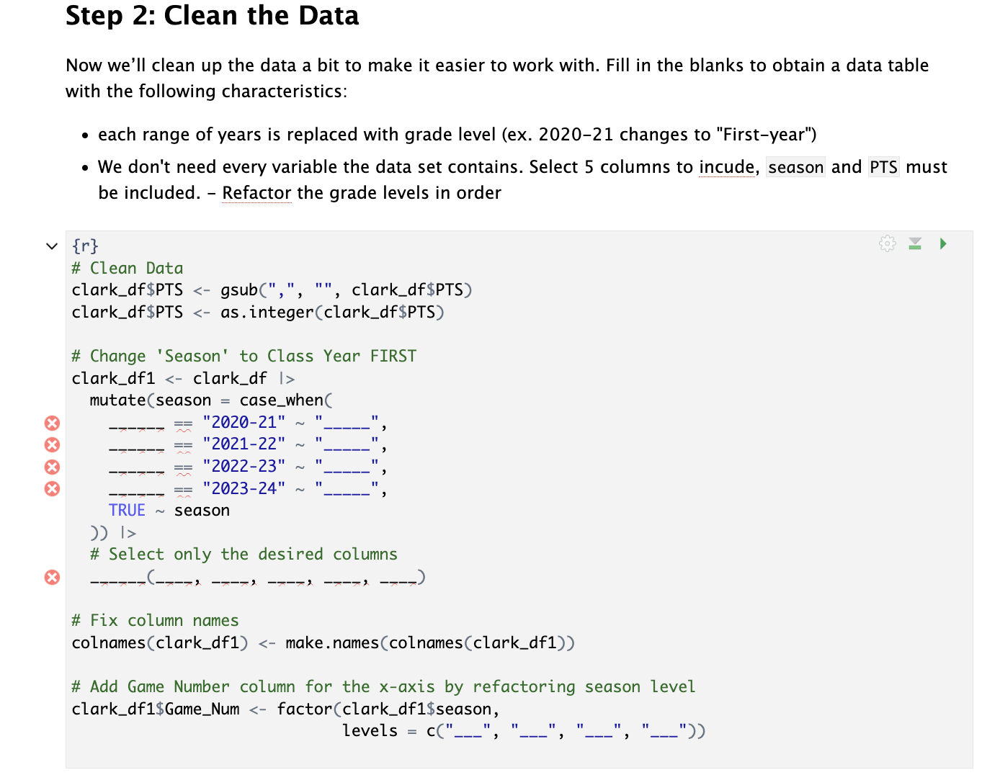 Step 2: Clean the Data
Now we’ll clean up the data a bit to make it easier to work with. Fill in the blanks to obtain a data table
with the following characteristics:
• each range of years is replaced with grade level (ex. 2020–21 changes to "First–year")
• We don't need every variable the data set contains. Select 5 columns to incude, season and PTS must
be included. – Refactor the grade levels in order
{r}
# Clean Data
clark_df$PTS <- gsub(",", "", clark_df$PTS)
clark_df$PTS <- as.integer(clark_df$PTS)
# Change 'Season' to Class Year FIRST
clark_df1 <- clark_df |>
  mutate(season = case_when(
    ______ == "2020-21" ~ "_____",
    ______ == "2021-22" ~ "_____",
    ______ == "2022-23" ~ "_____",
    ______ == "2023-24" ~ "_____",
    TRUE ~ season
  )) |>
  # Select only the desired columns
  ______(____, ____, ____, ____, ____)
# Fix column names
colnames(clark_df1) <- make.names(colnames(clark_df1))
# Add Game Number column for the x-axis by refactoring season level
clark_df1$Game_Num <- factor(clark_df1$season,
                             levels = c("___", "___", "___", "___"))